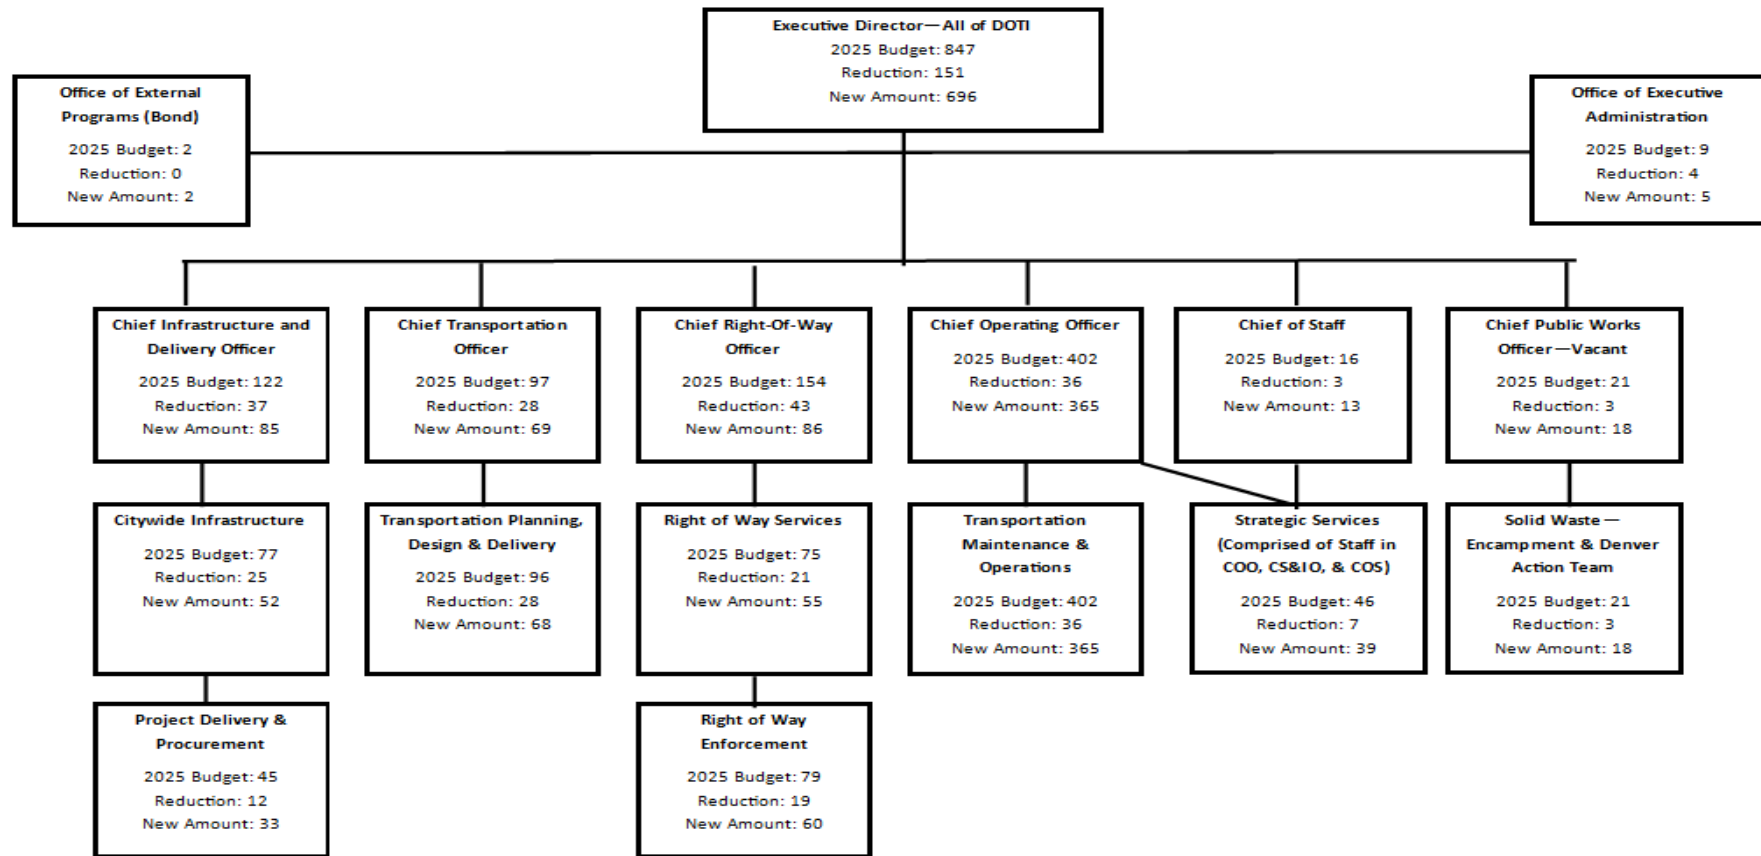 Executive Director—All of DOTI
2025 Budget: 847
Reduction: 151
New Amount: 696
Office of External
Programs (Bond)
2025 Budget: 2
Reduction: 0
New Amount: 2
Office of Executive
Administration
2025 Budget: 9
Reduction: 4
New Amount: 5
Chief Infrastructure and
Delivery Officer
2025 Budget: 122
Reduction: 37
New Amount: 85
Chief Transportation
Officer
2025 Budget: 97
Reduction: 28
New Amount: 69
Chief Right-Of-Way
Officer
2025 Budget: 154
Reduction: 43
New Amount: 86
Chief Operating Officer
2025 Budget: 402
Reduction: 36
New Amount: 365
Chief of Staff
2025 Budget: 16
Reduction: 3
New Amount: 13
Chief Public Works
Officer—Vacant
2025 Budget: 21
Reduction: 3
New Amount: 18
Citywide Infrastructure
2025 Budget: 77
Reduction: 25
New Amount: 52
Transportation Planning,
Design & Delivery
2025 Budget: 96
Reduction: 28
New Amount: 68
Right of Way Services
2025 Budget: 75
Reduction: 21
New Amount: 55
Transportation
Maintenance &
Operations
2025 Budget: 402
Reduction: 36
New Amount: 365
Strategic Services
(Comprised of Staff in
COO, CS&IO, & COS)
2025 Budget: 46
Reduction: 7
New Amount: 39
Solid Waste—
Encampment & Denver
Action Team
2025 Budget: 21
Reduction: 3
New Amount: 18
Project Delivery &
Procurement
2025 Budget: 45
Reduction: 12
New Amount: 33
Right of Way
Enforcement
2025 Budget: 79
Reduction: 19
New Amount: 60